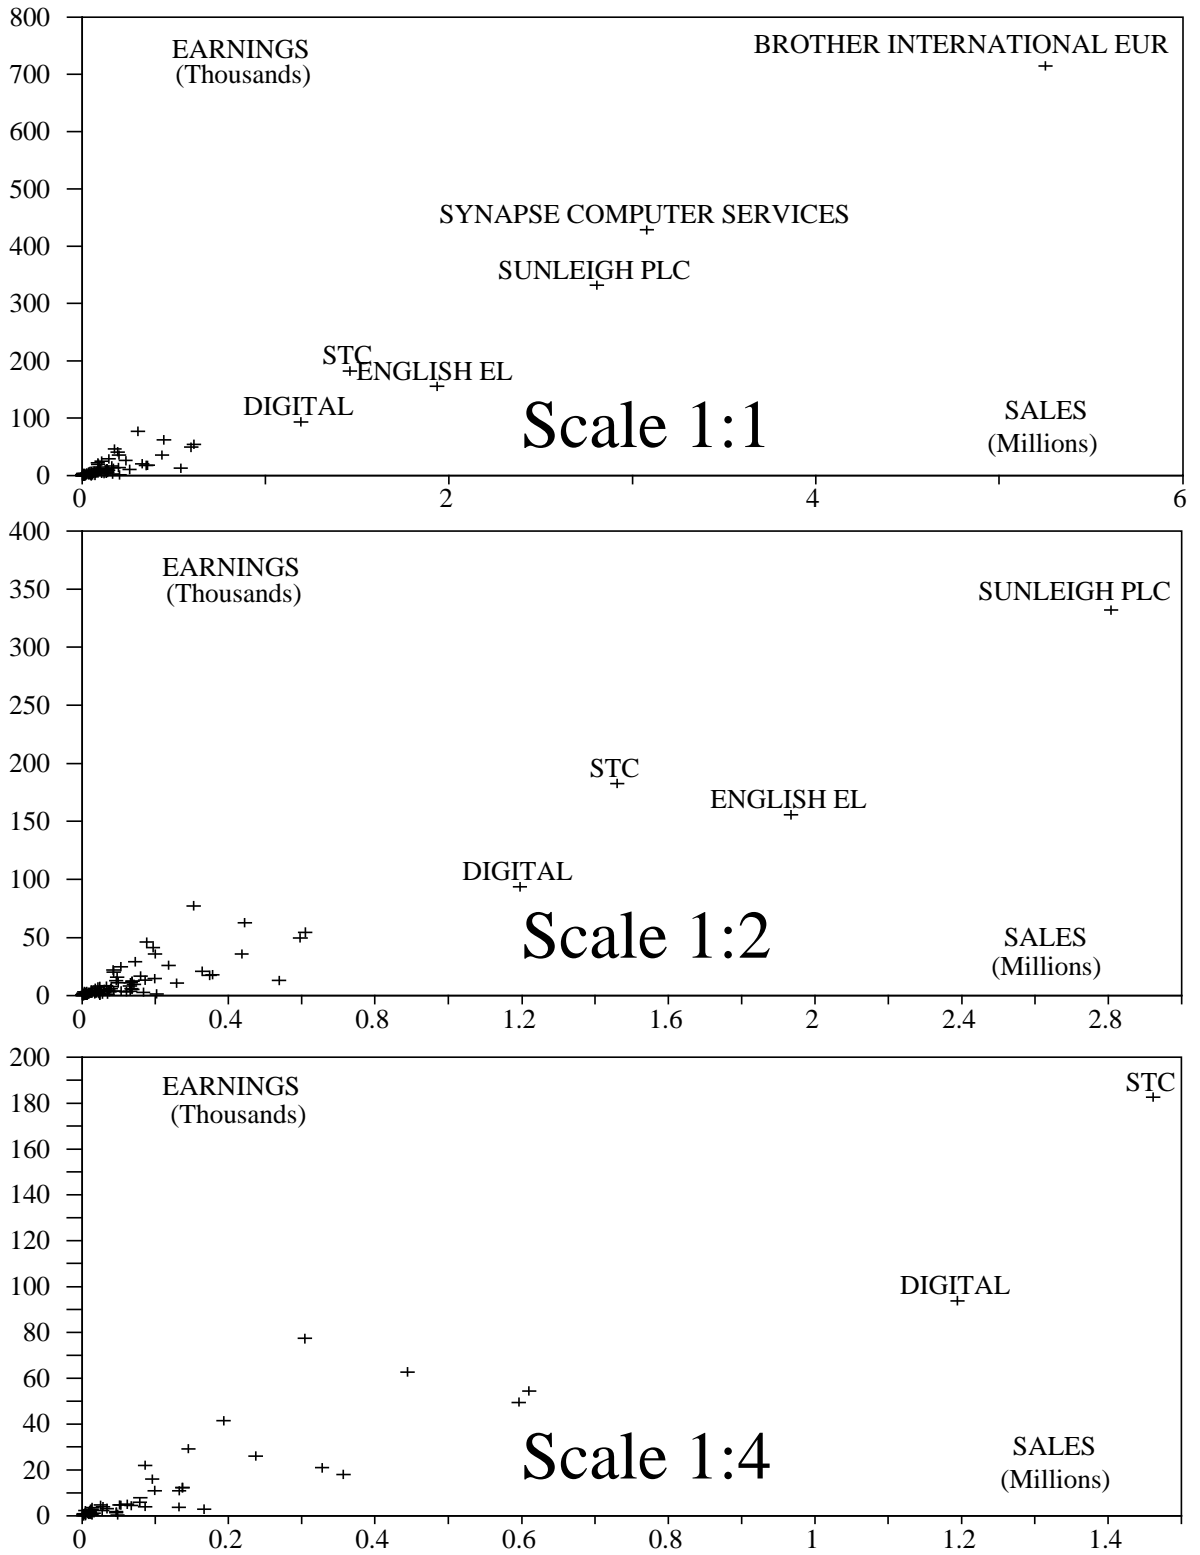 800
EARNINGS
(Thousands)
BROTHER INTERNATIONAL EUR
700
600
500
SYNAPSE COMPUTER SERVICES
400
SUNLEIGH PLC
300
200
STC
ENGLISH EL
DIGITAL
100
Scale 1:1
SALES
(Millions)
0
0 2 4 6
400
EARNINGS
(Thousands)
SUNLEIGH PLC
350
300
250
200
STC
ENGLISH EL
150
DIGITAL
100
Scale 1:2
50
SALES
(Millions)
0
0 0.4 0.8 1.2 1.6 2 2.4 2.8
200
EARNINGS
(Thousands)
STC
180
160
140
120
100
DIGITAL
80
60
40
Scale 1:4
SALES
(Millions)
20
0
0 0.2 0.4 0.6 0.8 1 1.2 1.4